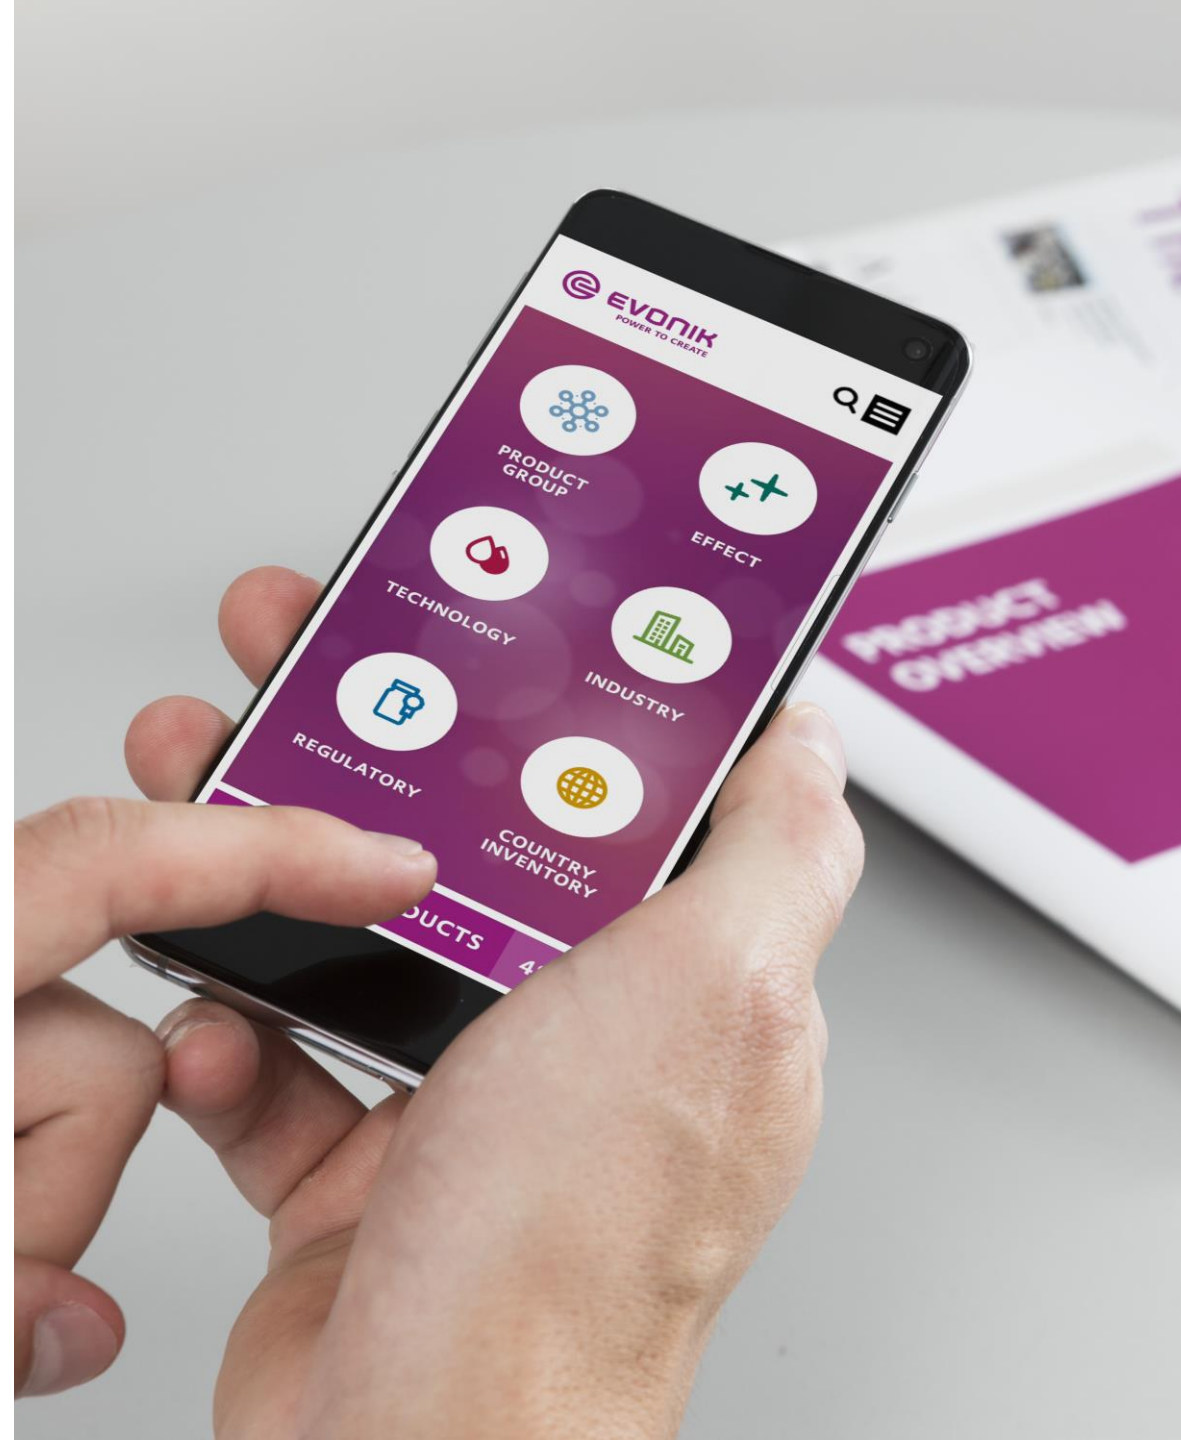 EVONIK
POWER TO CREATE
PRODUCT
GROUP
EFFECT
TECHNOLOGY
INDUSTRY
REGULATORY
COUNTRY
INVENTORY
PRODUCT
OVERVIEW